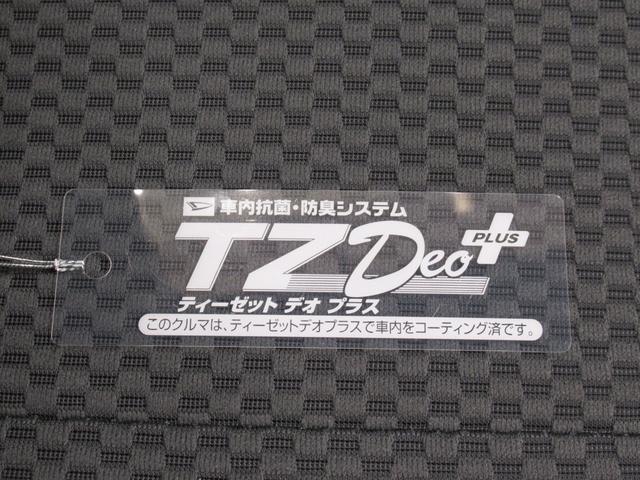 車内抗菌・防臭システム
TZDeo PLUS
ティーゼット デオ プラス
このクルマは、ティーゼットデオプラスで車内をコーティング済です。